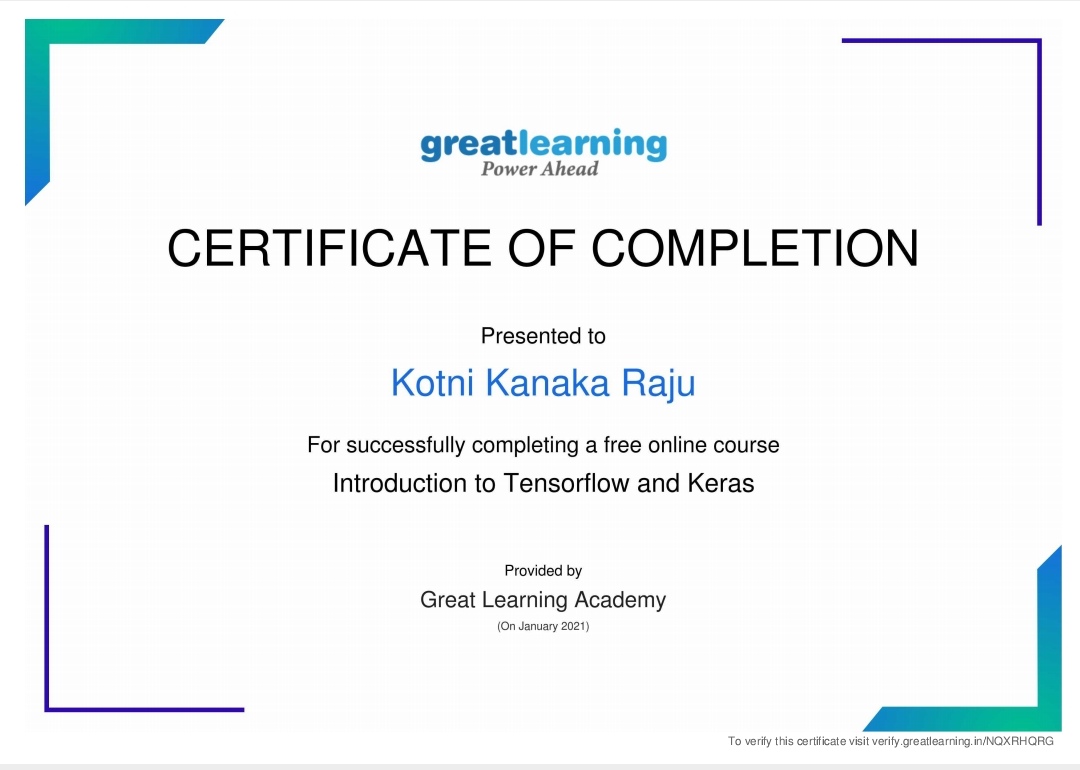 greatlearning
Power Ahead
CERTIFICATE OF COMPLETION
Presented to
Kotni Kanaka Raju
For successfully completing a free online course
Introduction to Tensorflow and Keras
Provided by
Great Learning Academy
(On January 2021)
To verify this certificate visit verify.greatlearning.in/NQXRHQRG